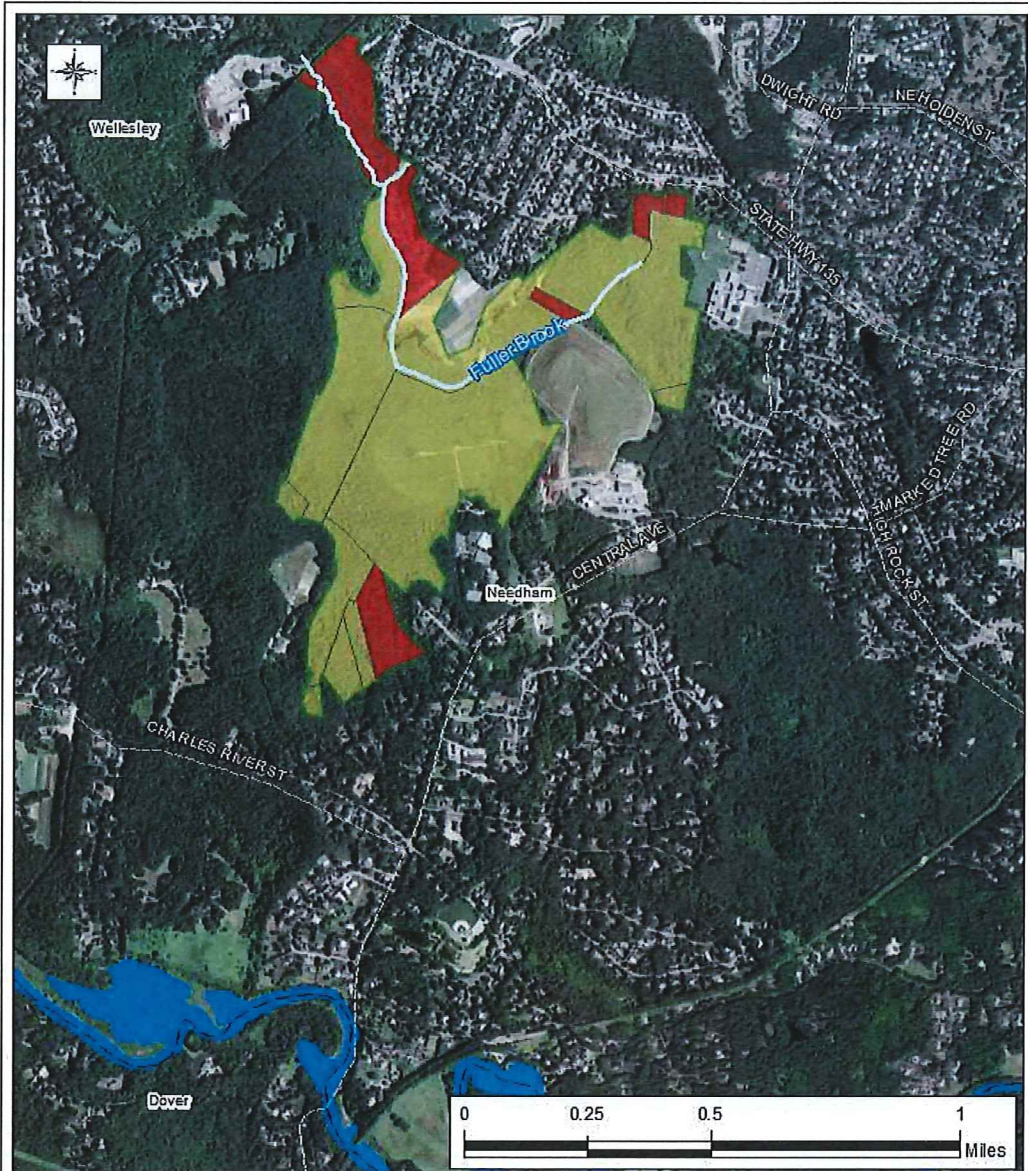 Wellesley
DWIGHT RD
NEHOIDEN ST
STATE HWY 135
Fuller Brook
MARKED TREE RD
HIGH ROCK ST
CENTRAL AVE
Needham
CHARLES RIVER ST
Dover
0 0.25 0.5 1
Miles